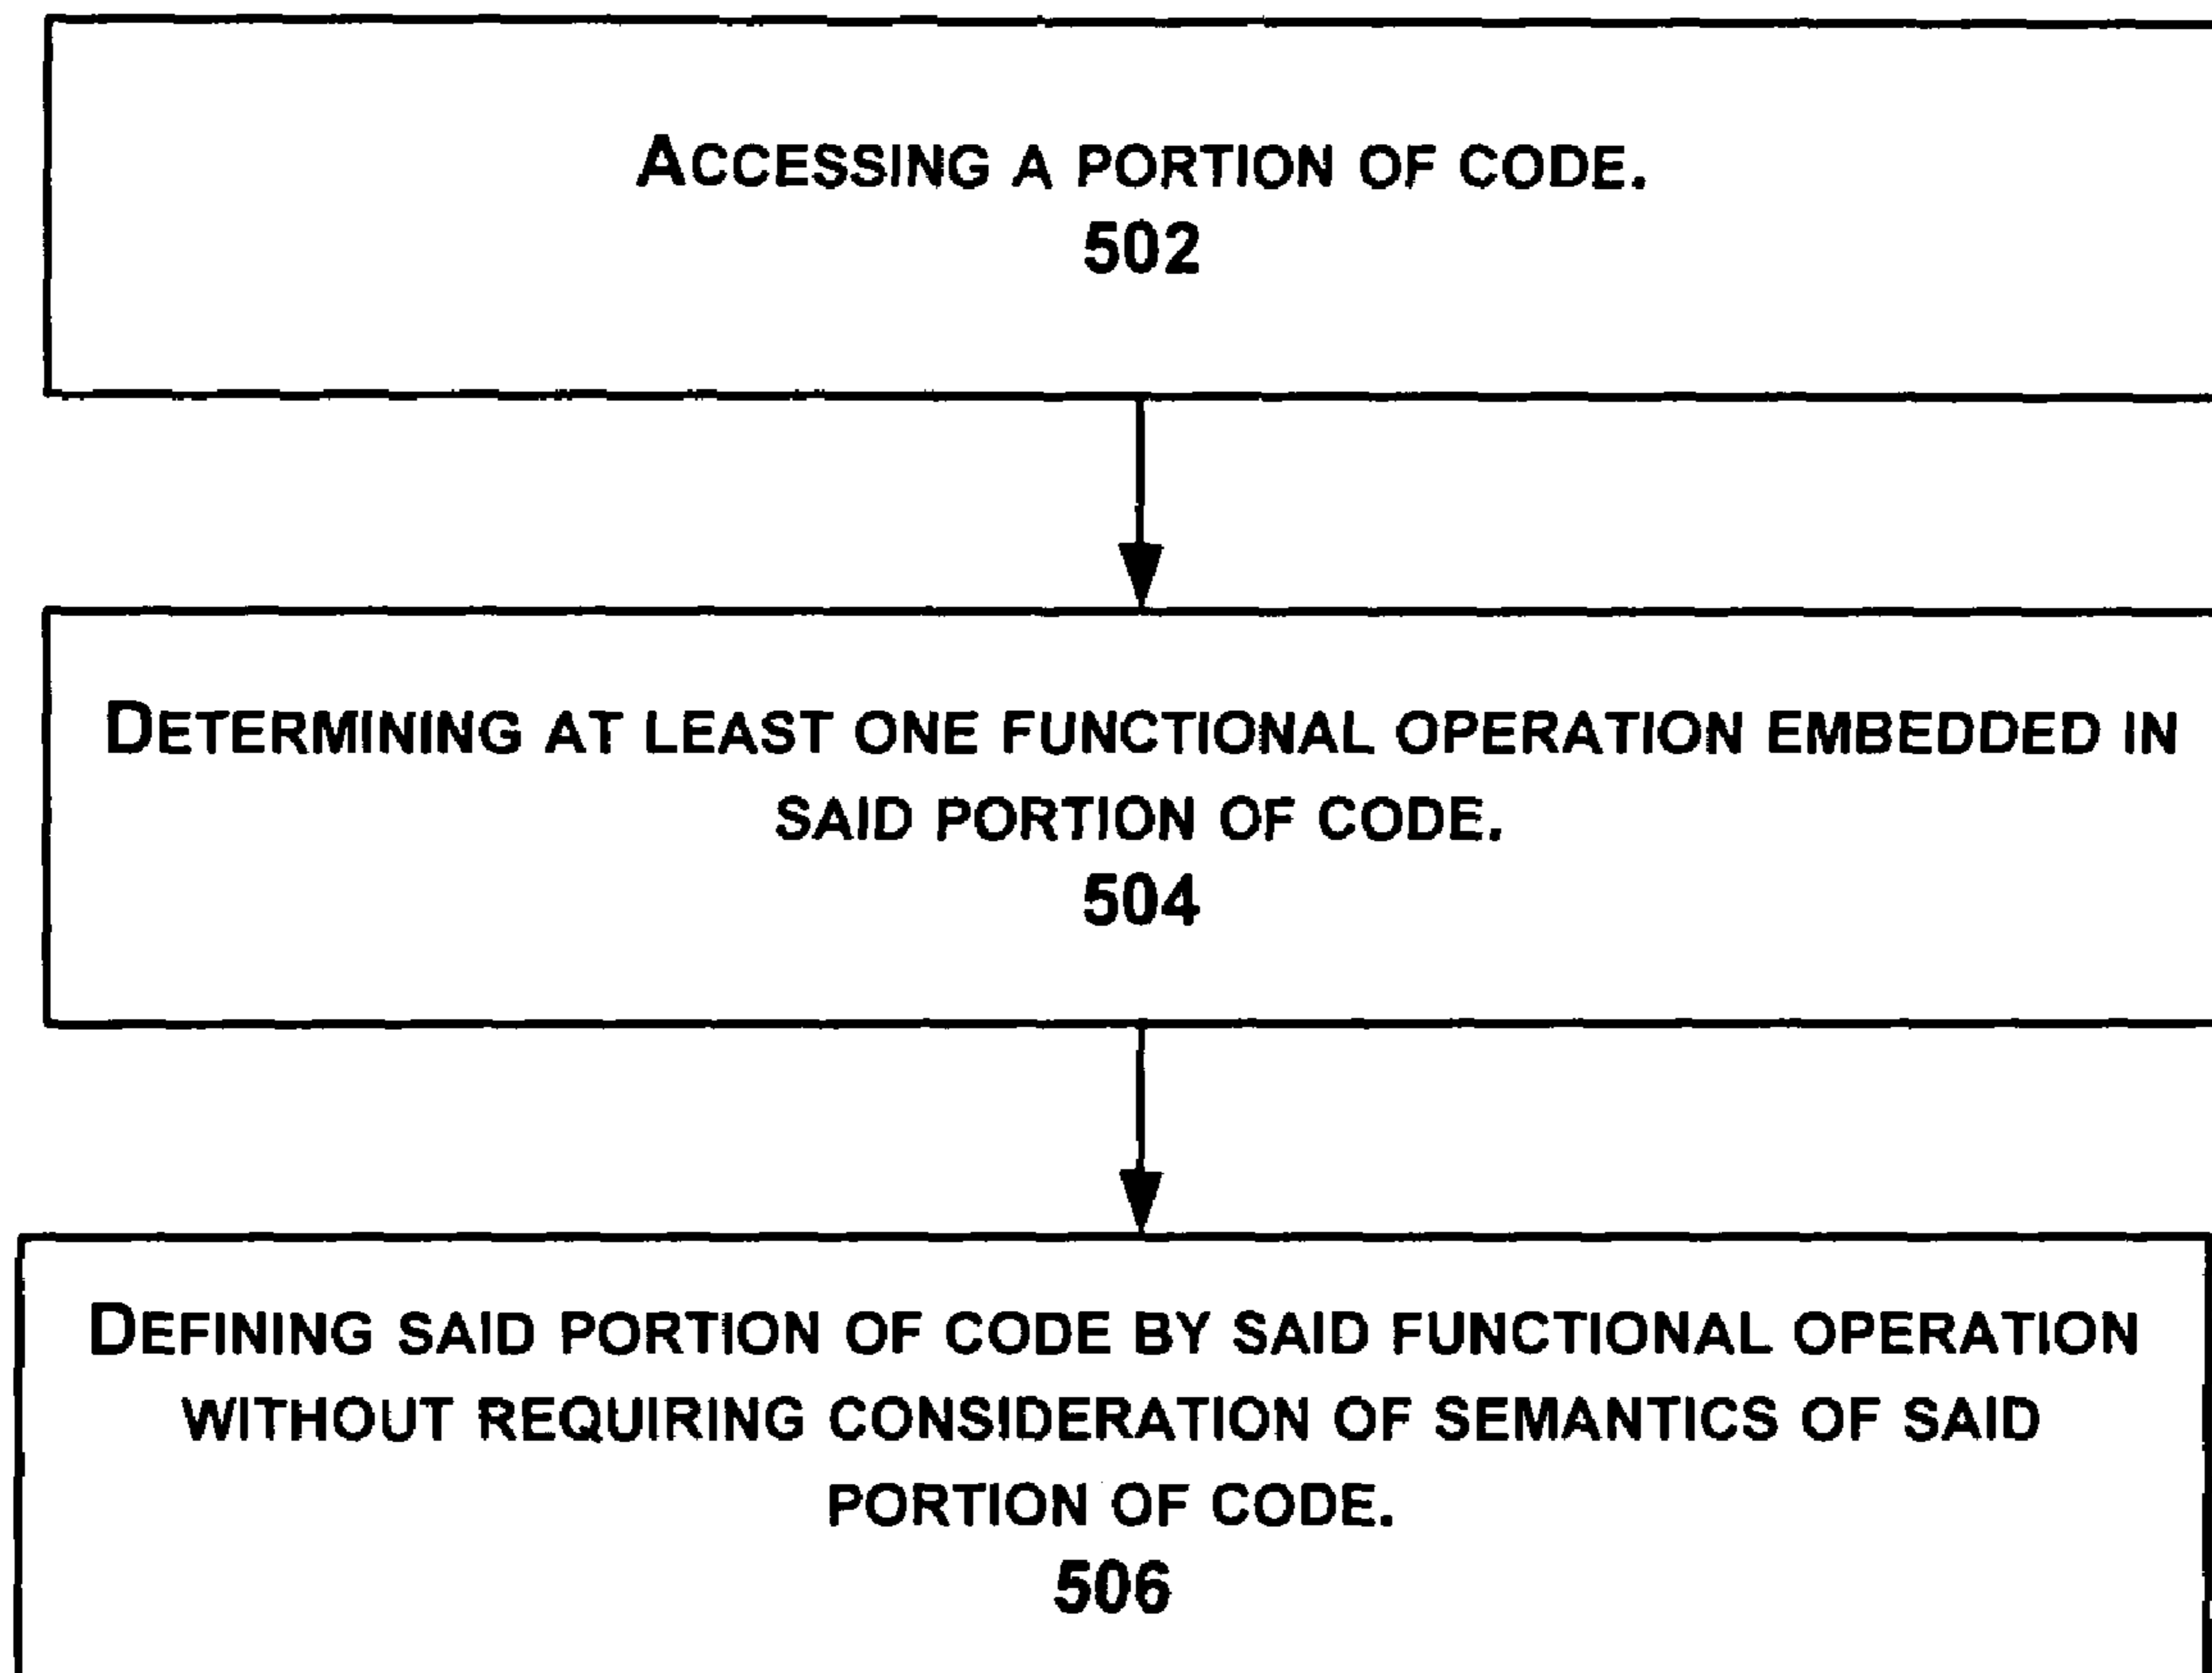 ACCESSING A PORTION OF CODE.
502
DETERMINING AT LEAST ONE FUNCTIONAL OPERATION EMBEDDED IN
SAID PORTION OF CODE.
504
DEFINING SAID PORTION OF CODE BY SAID FUNCTIONAL OPERATION
WITHOUT REQUIRING CONSIDERATION OF SEMANTICS OF SAID
PORTION OF CODE.
506